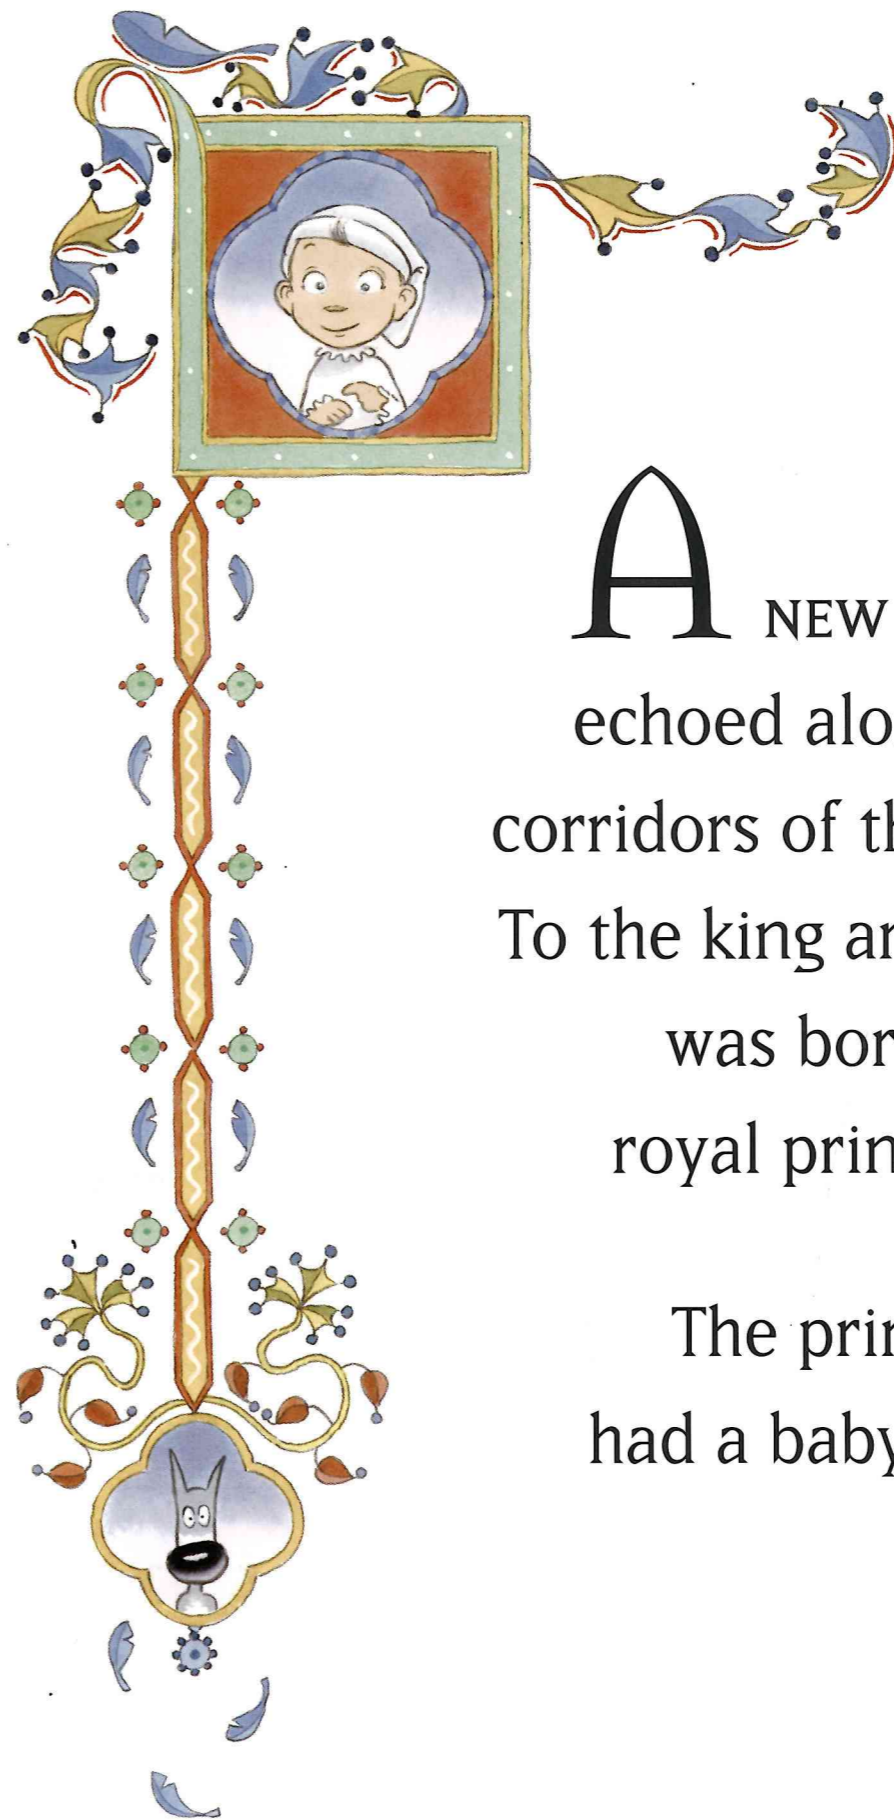 A NEW
echoed alo
corridors of th
To the king ar
was bor
royal prin
The prin
had a baby